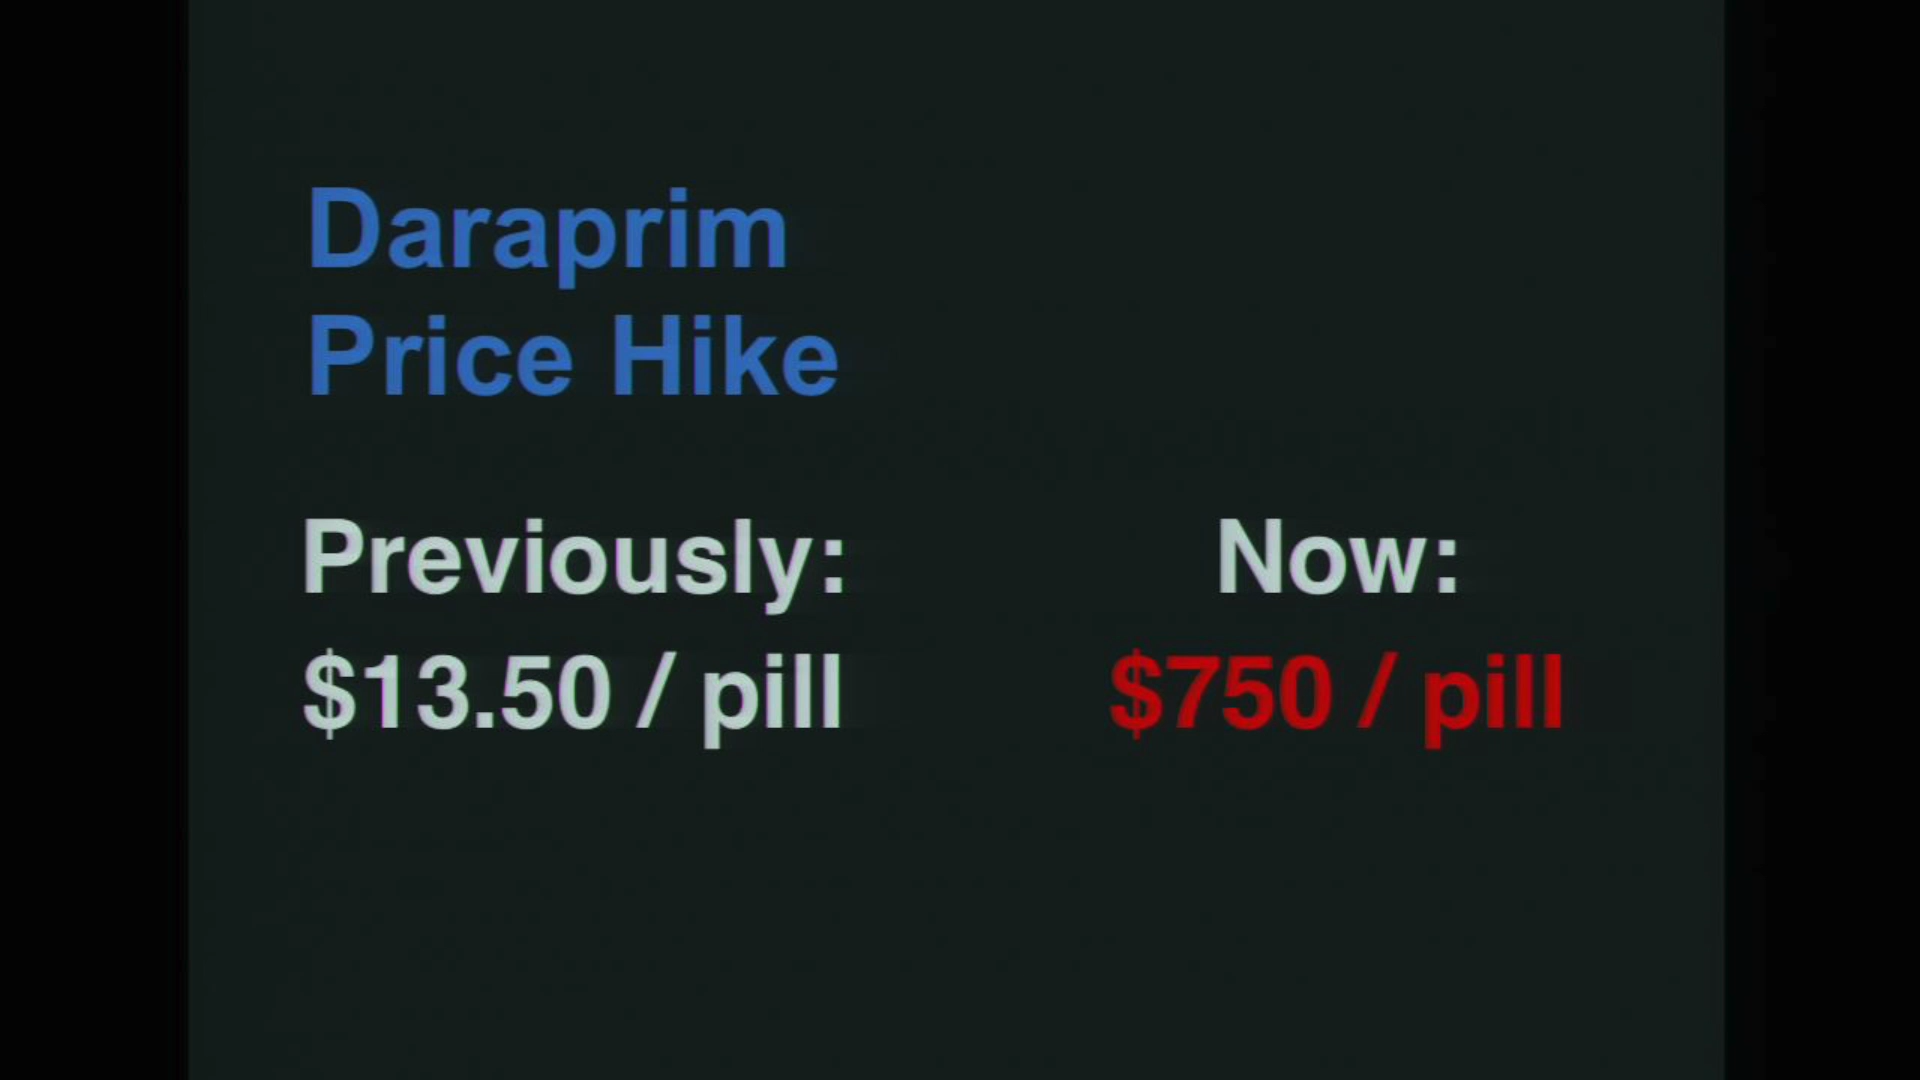 Daraprim
Price Hike
Previously:
Now:
$13.50 / pill
$750 / pill